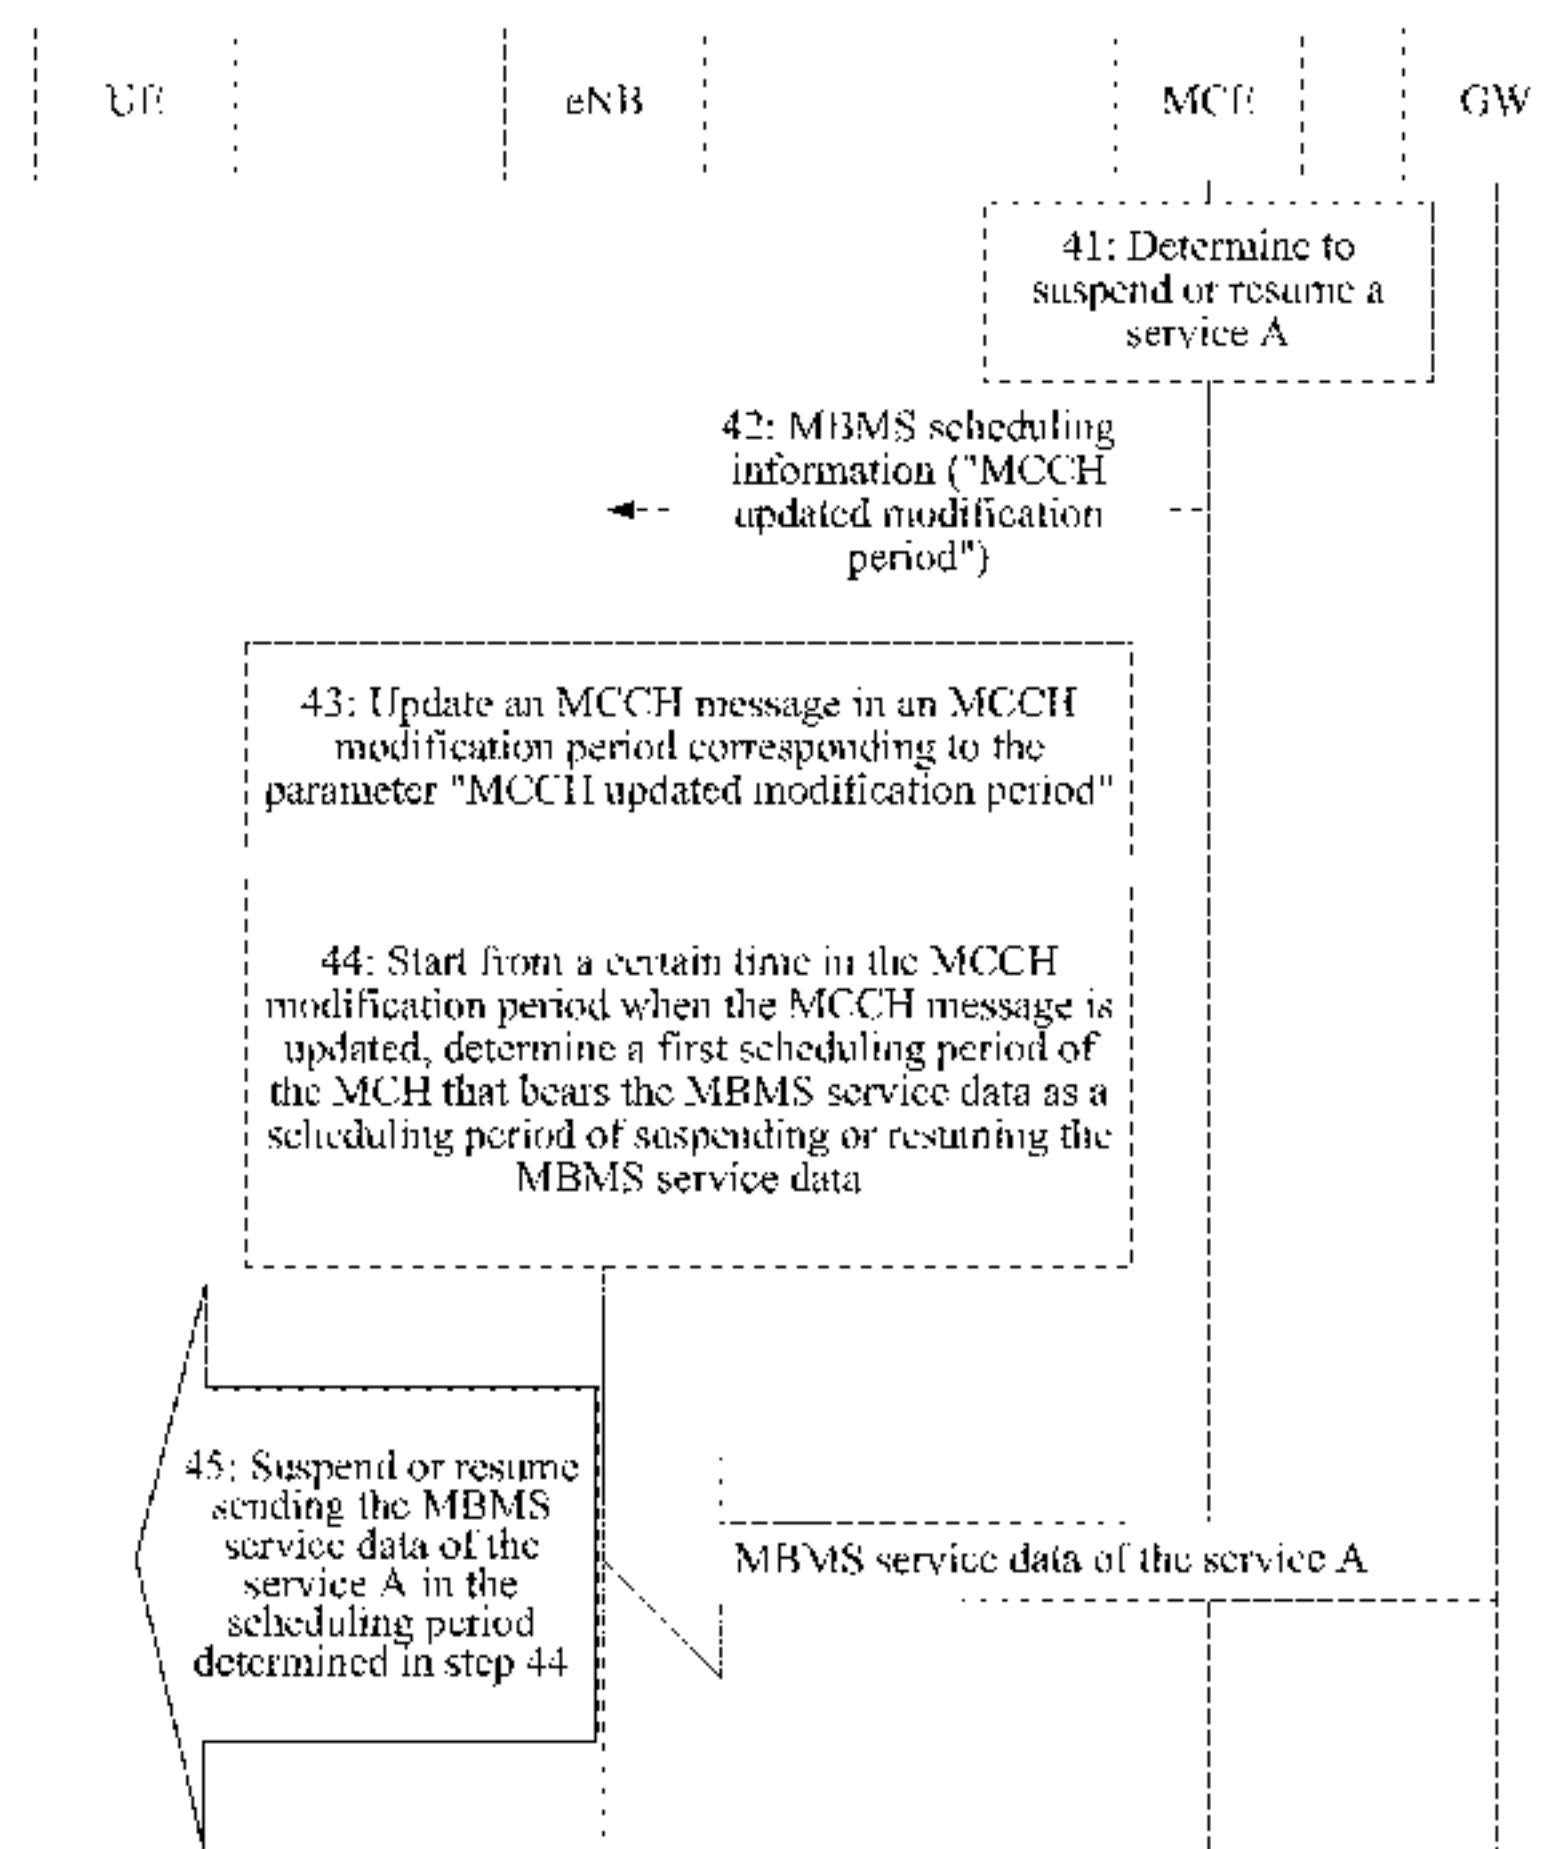 UE
eNB
MCE
GW
41: Determine to
suspend or resume a
service A
42: MBMS scheduling
information ("MCCH
updated modification
period")
43: Update an MCCH message in an MCCH
modification period corresponding to the
parameter "MCCH updated modification period"
44: Start from a certain time in the MCCH
modification period when the MCCH message is
updated, determine a first scheduling period of
the MCH that bears the MBMS service data as a
scheduling period of suspending or resuming the
MBMS service data
45: Suspend or resume
sending the MBMS
service data of the
service A in the
scheduling period
determined in step 44
MBMS service data of the service A